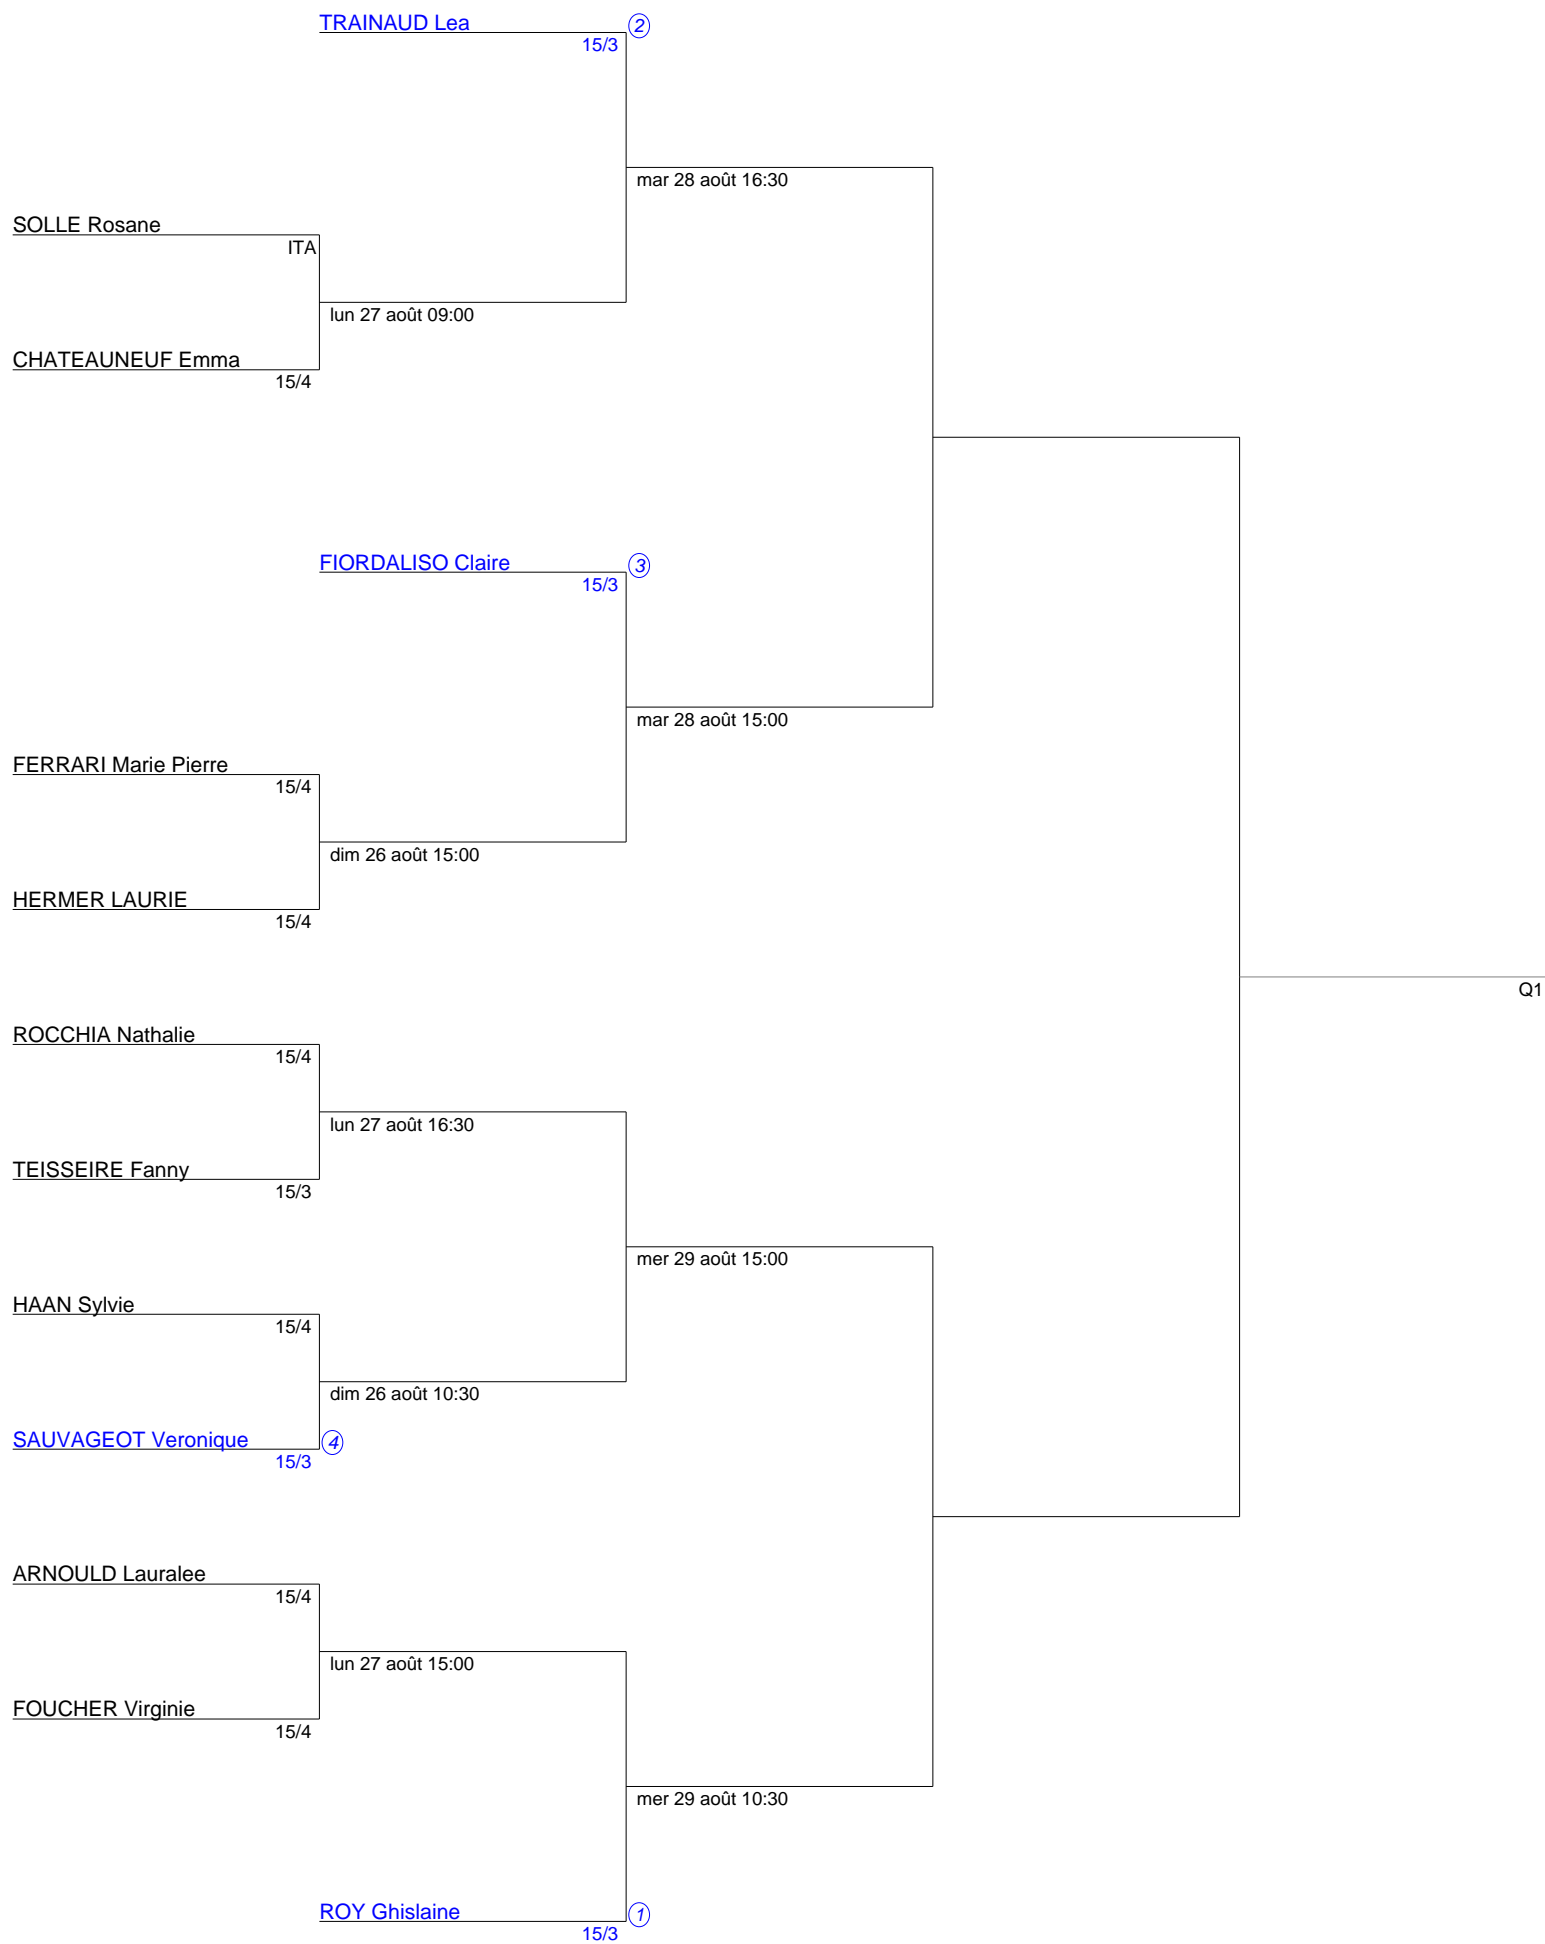 TRAINAUD Lea
2
15/3
mar 28 août 16:30
SOLLE Rosane
ITA
lun 27 août 09:00
CHATEAUNEUF Emma
15/4
FIORDALISO Claire
3
15/3
mar 28 août 15:00
FERRARI Marie Pierre
15/4
dim 26 août 15:00
HERMER LAURIE
15/4
Q1
ROCCHIA Nathalie
15/4
lun 27 août 16:30
TEISSEIRE Fanny
15/3
mer 29 août 15:00
HAAN Sylvie
15/4
dim 26 août 10:30
SAUVAGEOT Veronique
4
15/3
ARNOULD Lauralee
15/4
lun 27 août 15:00
FOUCHER Virginie
15/4
mer 29 août 10:30
ROY Ghislaine
1
15/3